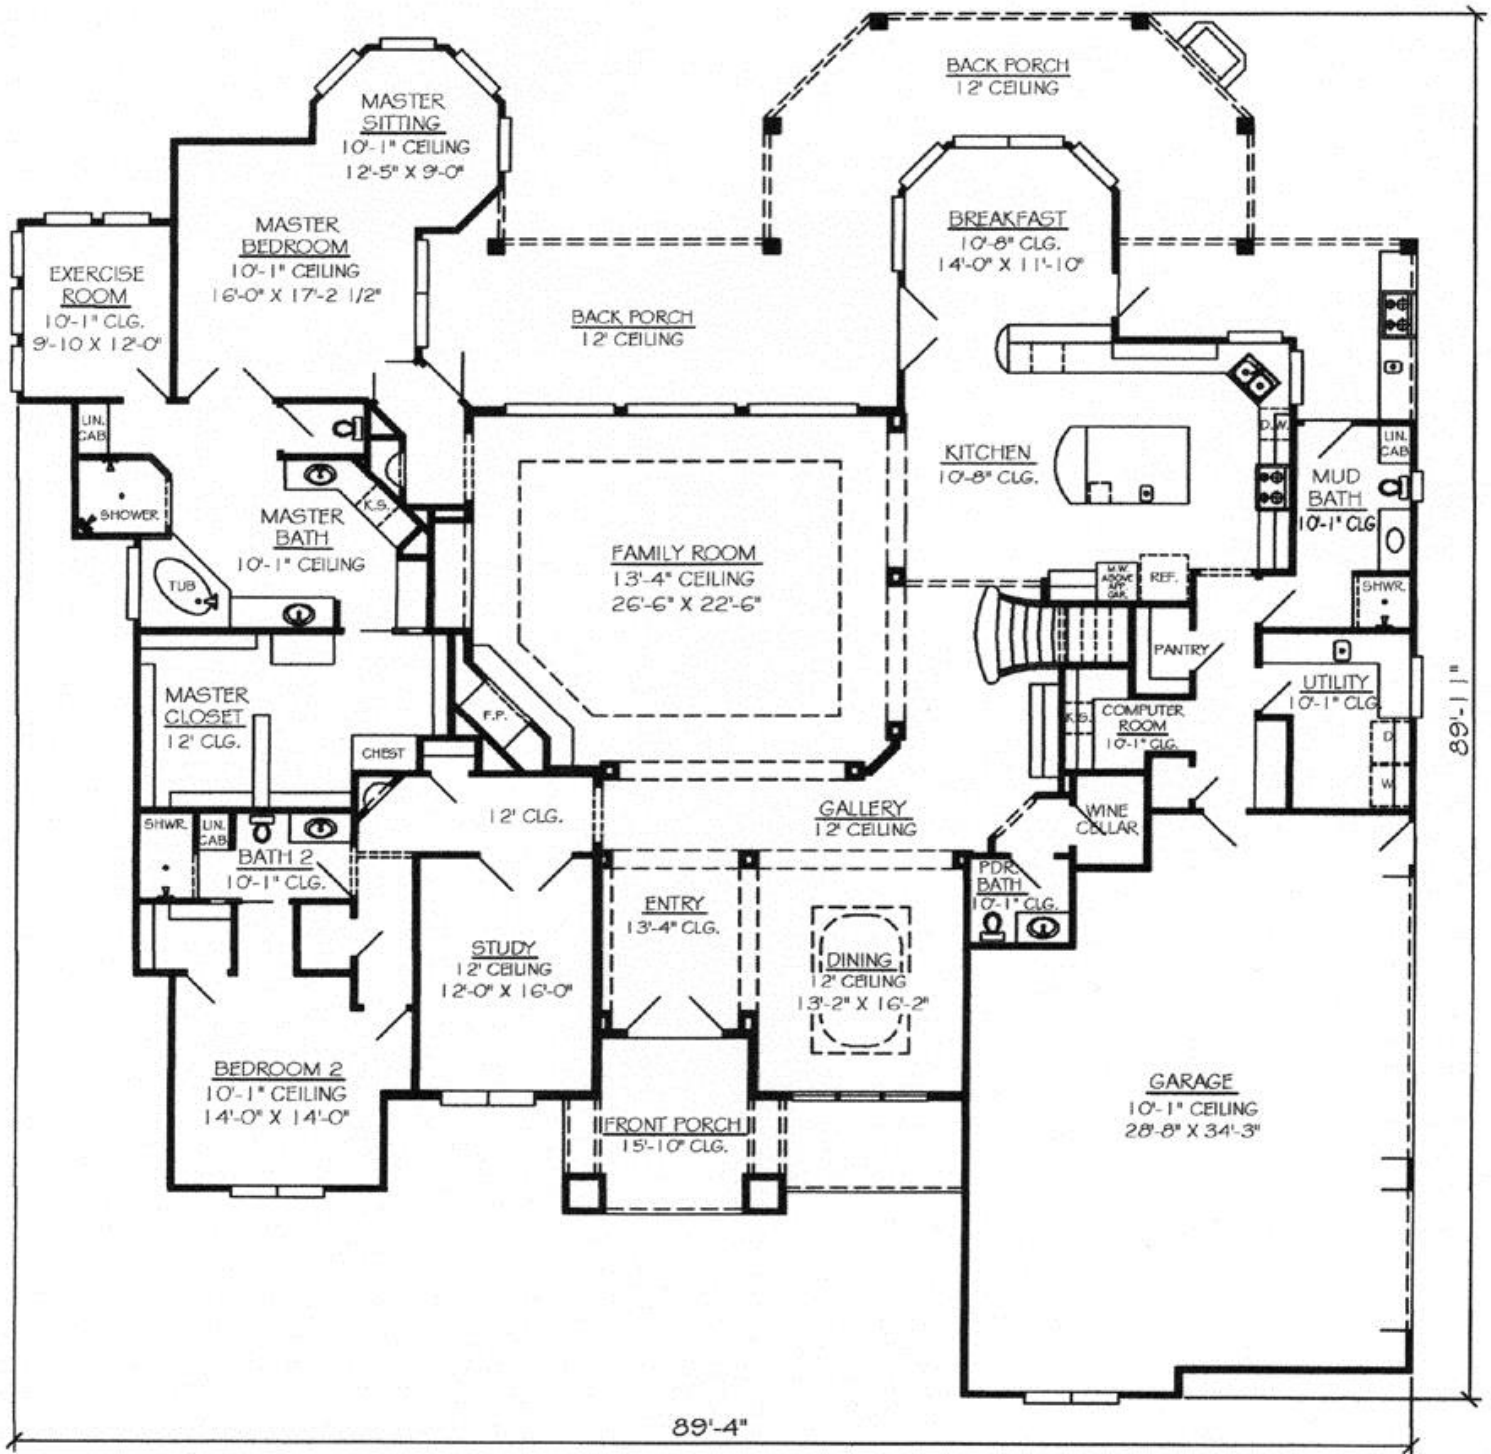 BACK PORCH
12' CEILING
MASTER
SITTING
10'-1" CEILING
12'-5" X 9'-0"
MASTER
BEDROOM
10'-1" CEILING
16'-0" X 17'-2 1/2"
BREAKFAST
10'-8" CLG.
14'-0" X 11'-10"
EXERCISE
ROOM
10'-1" CLG.
9'-10 X 12'-0"
BACK PORCH
12' CEILING
LIN.
CAB
SHOWER
K.S.
MASTER
BATH
10'-1" CEILING
TUB
FAMILY ROOM
13'-4" CEILING
26'-6" X 22'-6"
KITCHEN
10'-8" CLG.
D.W.
LIN.
CAB
MUD
BATH
10'-1" CLG
M.W.
ABOVE
APP
GAR.
REF.
SHWR.
PANTRY
UTILITY
10'-1" CLG.
89'-11"
MASTER
CLOSET
12' CLG.
F.P.
K.S.
COMPUTER
ROOM
10'-1" CLG.
D
W
CHEST
12' CLG.
GALLERY
12' CEILING
WINE
CELLAR
SHWR.
LIN.
CAB
BATH 2
10'-1" CLG.
PDR.
BATH
10'-1" CLG.
ENTRY
13'-4" CLG.
STUDY
12' CEILING
12'-0" X 16'-0"
DINING
12' CEILING
13'-2" X 16'-2"
BEDROOM 2
10'-1" CEILING
14'-0" X 14'-0"
GARAGE
10'-1" CEILING
28'-8" X 34'-3"
FRONT PORCH
15'-10" CLG.
89'-4"